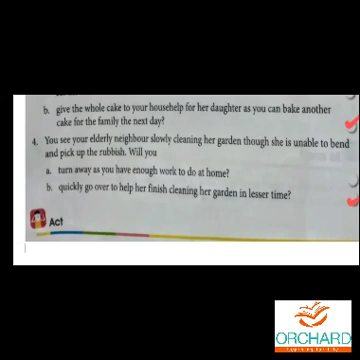 b. give the whole cake to your househelp for her daughter as you can bake another
cake for the family the next day?
4. You see your elderly neighbour slowly cleaning her garden though she is unable to bend
and pick up the rubbish. Will you
a. turn away as you have enough work to do at home?
b. quickly go over to help her finish cleaning her garden in lesser time?
Act
ORCHARD